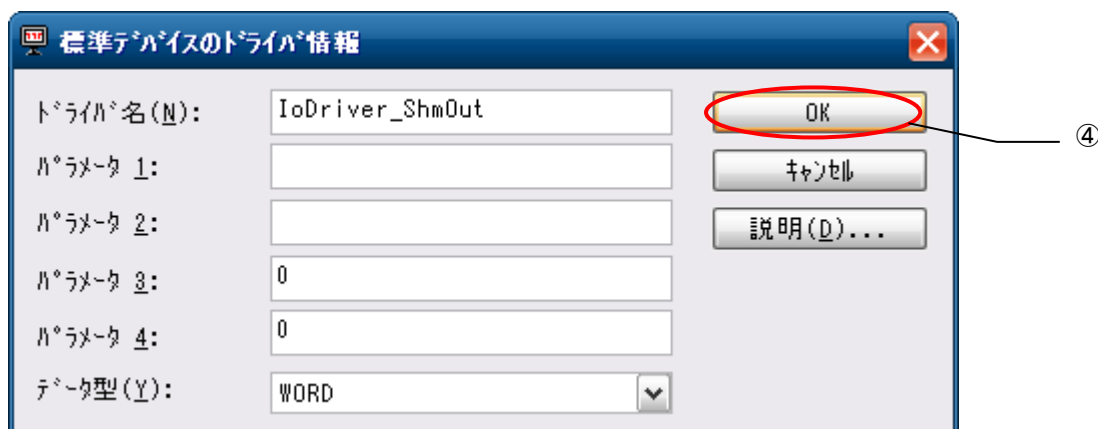 標準ﾃﾞﾊﾞｲｽのﾄﾞﾗｲﾊﾞ情報
ﾄﾞﾗｲﾊﾞ名(N):
IoDriver_ShmOut
OK
④
ﾊﾟﾗﾒｰﾀ 1:
ｷｬﾝｾﾙ
ﾊﾟﾗﾒｰﾀ 2:
説明(D)...
ﾊﾟﾗﾒｰﾀ 3:
0
ﾊﾟﾗﾒｰﾀ 4:
0
ﾃﾞｰﾀ型(Y):
WORD